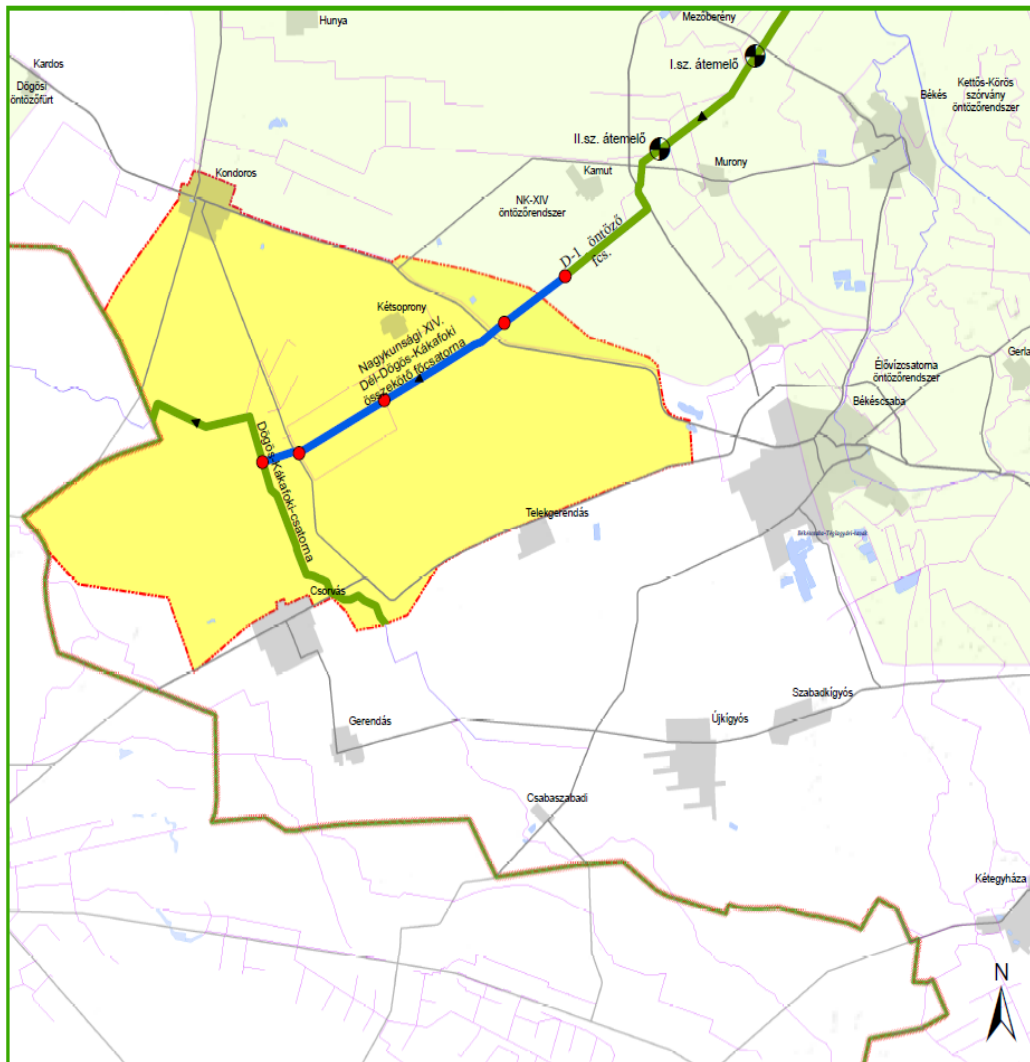 Hunya
Mezőberény
I.sz. átemelő
Kardos
Dögösi
öntözőfürt
Kettős-Körös
szórvány
öntözőrendszer
Békés
II.sz. átemelő
Murony
Kondoros
Kamut
NK-XIV
öntözőrendszer
D-1 öntöző
fcs.
Kétsoprony
Nagykunsági XIV.
Dél-Dögös-Kákafoki
összekötő főcsatorna
Gerla
Élővízcsatorna
öntözőrendszer
Békéscsaba
Dögös-Kákafoki-csatorna
Telekgerendás
Csorvás
Szabadkígyós
Gerendás
Újkígyós
Csabaszabadi
Kétegyháza
N